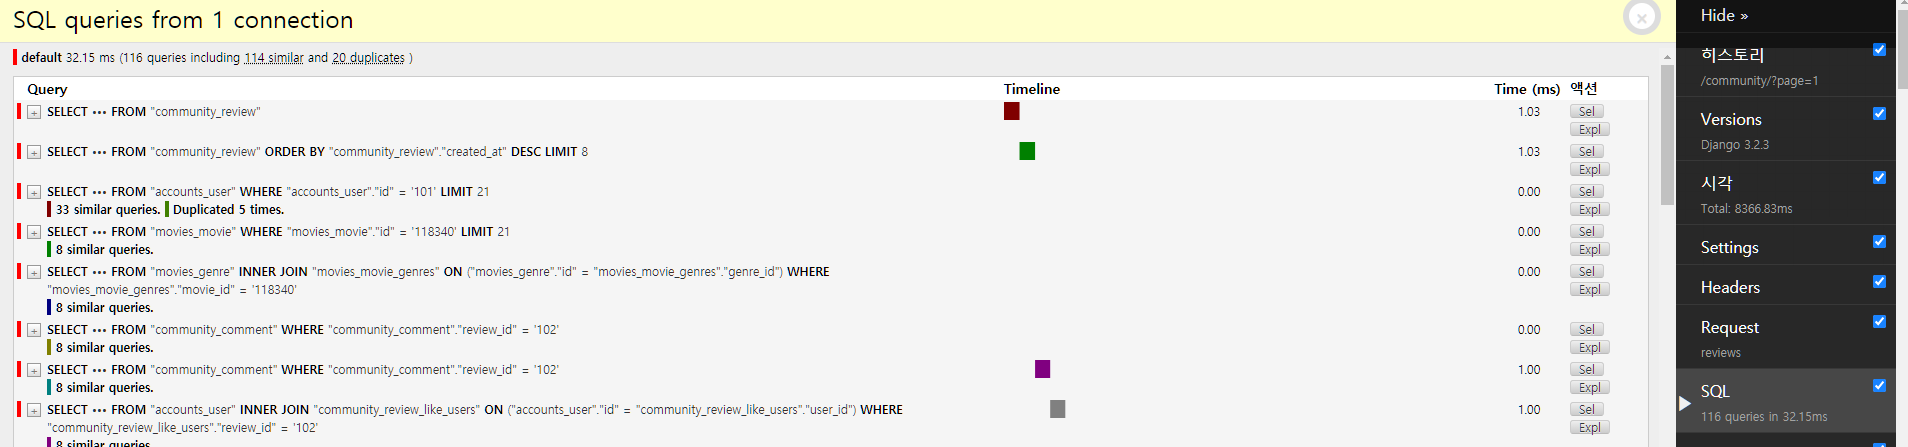 SQL queries from 1 connection
default 32.15 ms (116 queries including 114 similar and 20 duplicates )
Query Timeline Time (ms) 액션
+ SELECT ••• FROM "community_review" 1.03 Sel
Expl
+ SELECT ••• FROM "community_review" ORDER BY "community_review"."created_at" DESC LIMIT 8 1.03 Sel
Expl
+ SELECT ••• FROM "accounts_user" WHERE "accounts_user"."id" = '101' LIMIT 21 0.00 Sel
33 similar queries. Duplicated 5 times. Expl
+ SELECT ••• FROM "movies_movie" WHERE "movies_movie"."id" = '118340' LIMIT 21 0.00 Sel
8 similar queries. Expl
+ SELECT ••• FROM "movies_genre" INNER JOIN "movies_movie_genres" ON ("movies_genre"."id" = "movies_movie_genres"."genre_id") WHERE 0.00 Sel
"movies_movie_genres"."movie_id" = '118340' Expl
8 similar queries.
+ SELECT ••• FROM "community_comment" WHERE "community_comment"."review_id" = '102' 0.00 Sel
8 similar queries. Expl
+ SELECT ••• FROM "community_comment" WHERE "community_comment"."review_id" = '102' 1.00 Sel
8 similar queries. Expl
+ SELECT ••• FROM "accounts_user" INNER JOIN "community_review_like_users" ON ("accounts_user"."id" = "community_review_like_users"."user_id") WHERE 1.00 Sel
"community_review_like_users"."review_id" = '102' Expl
8 similar queries.
Hide »
히스토리
/community/?page=1
Versions
Django 3.2.3
시각
Total: 8366.83ms
Settings
Headers
Request
reviews
SQL
116 queries in 32.15ms